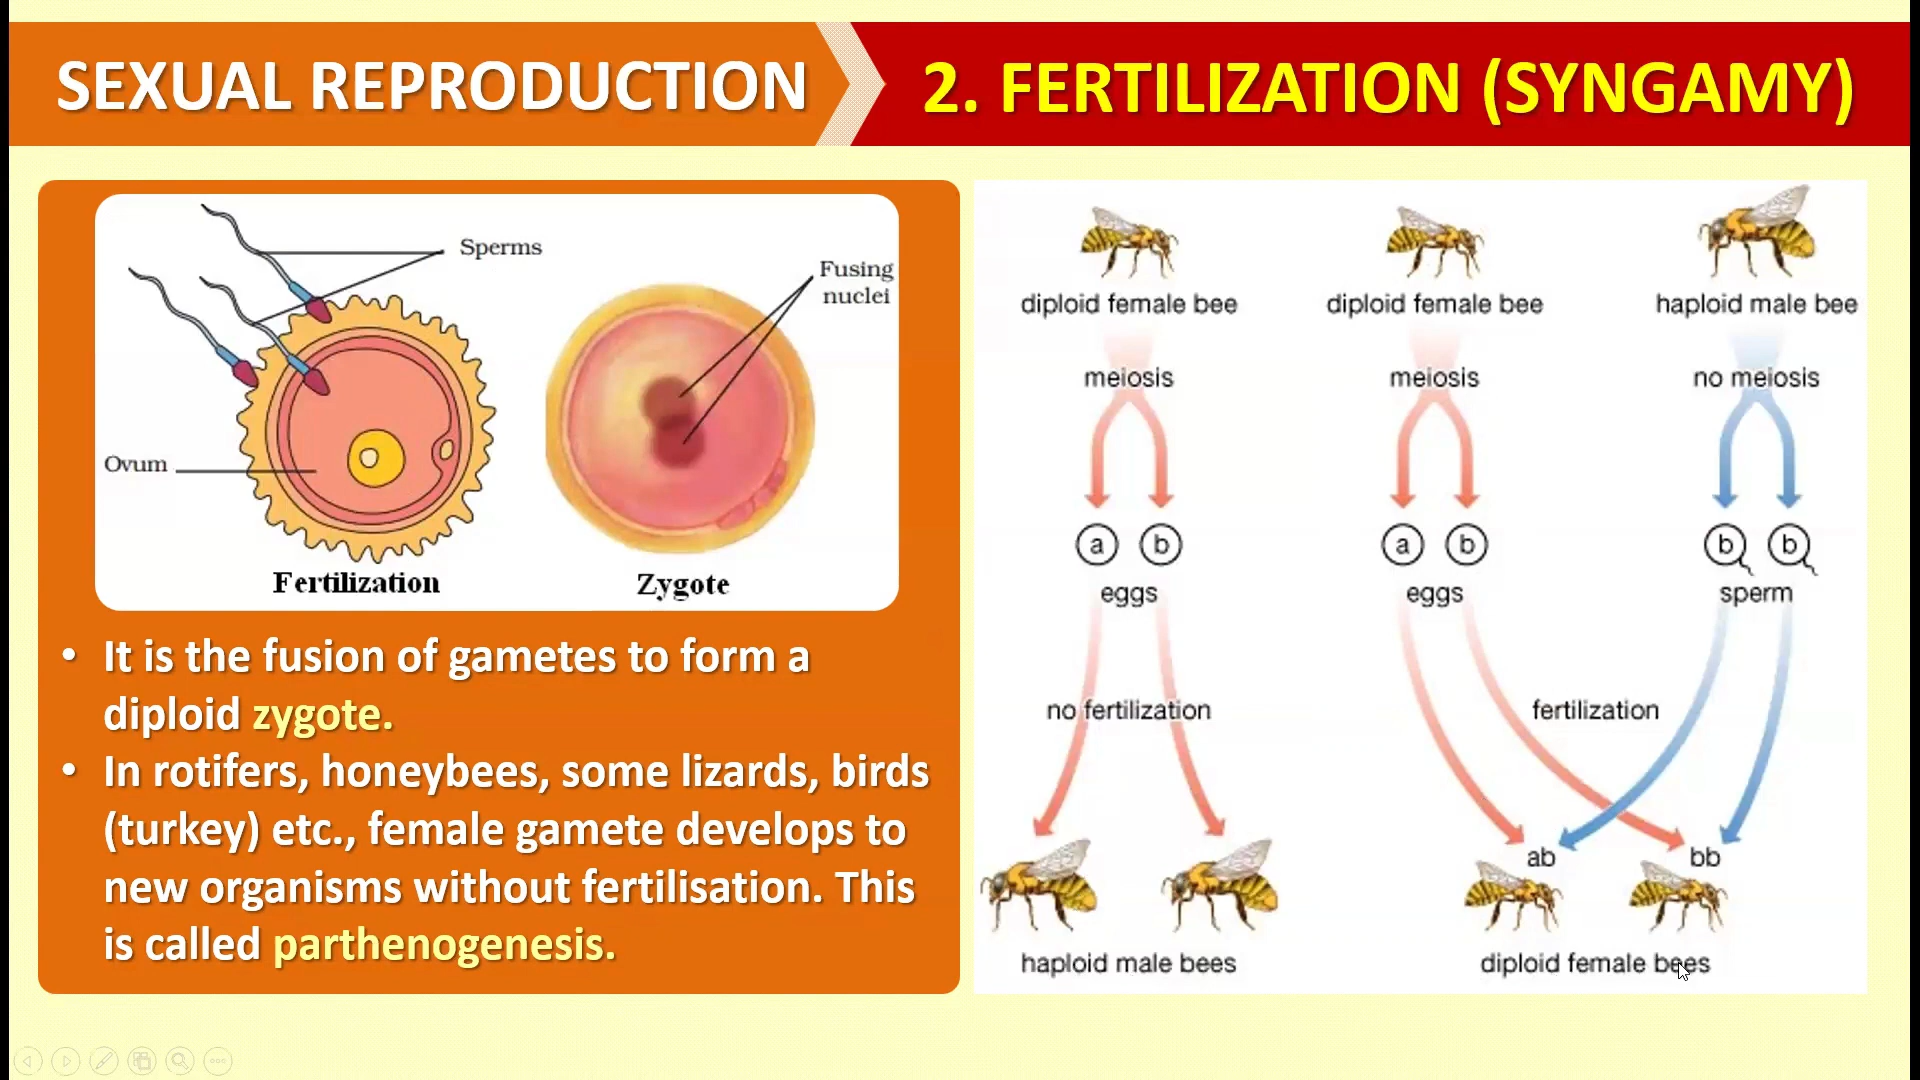 SEXUAL REPRODUCTION
2. FERTILIZATION (SYNGAMY)
Sperms
Fusing
nuclei
Ovum
Fertilization
Zygote
• It is the fusion of gametes to form a
diploid zygote.
• In rotifers, honeybees, some lizards, birds
(turkey) etc., female gamete develops to
new organisms without fertilisation. This
is called parthenogenesis.
diploid female bee
diploid female bee
haploid male bee
meiosis
meiosis
no meiosis
a b
a b
b b
eggs
eggs
sperm
no fertilization
fertilization
ab
bb
haploid male bees
diploid female bees